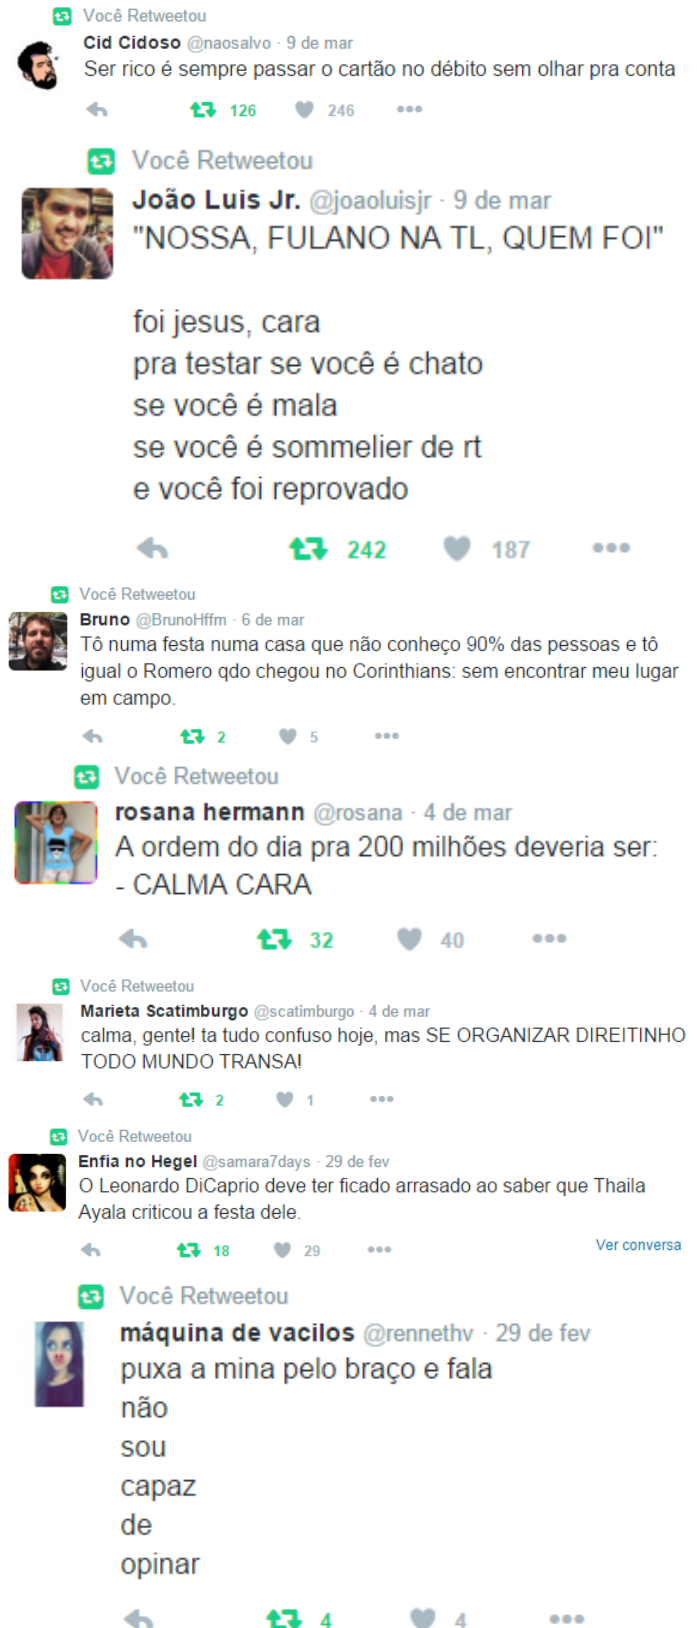 Você Retweetou
Cid Cidoso @naosalvo · 9 de mar
Ser rico é sempre passar o cartão no débito sem olhar pra conta
126 246
Você Retweetou
João Luis Jr. @joaoluisjr · 9 de mar
"NOSSA, FULANO NA TL, QUEM FOI"
foi jesus, cara
pra testar se você é chato
se você é mala
se você é sommelier de rt
e você foi reprovado
242 187
Você Retweetou
Bruno @BrunoHffm · 6 de mar
Tô numa festa numa casa que não conheço 90% das pessoas e tô
igual o Romero qdo chegou no Corinthians: sem encontrar meu lugar
em campo.
2 5
Você Retweetou
rosana hermann @rosana · 4 de mar
A ordem do dia pra 200 milhões deveria ser:
- CALMA CARA
32 40
Você Retweetou
Marieta Scatimburgo @scatimburgo · 4 de mar
calma, gente! ta tudo confuso hoje, mas SE ORGANIZAR DIREITINHO
TODO MUNDO TRANSA!
2 1
Você Retweetou
Enfia no Hegel @samara7days · 29 de fev
O Leonardo DiCaprio deve ter ficado arrasado ao saber que Thaila
Ayala criticou a festa dele.
18 29 Ver conversa
Você Retweetou
máquina de vacilos @rennethv · 29 de fev
puxa a mina pelo braço e fala
não
sou
capaz
de
opinar
4 4